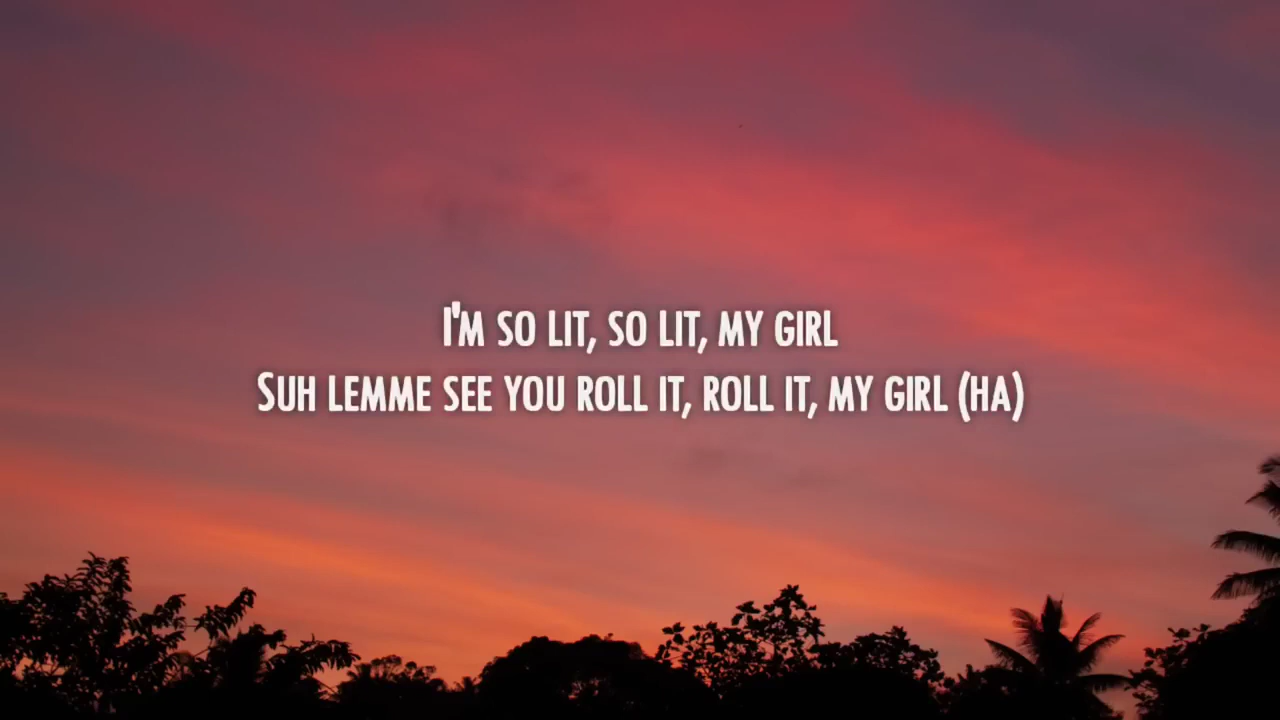 I'm so lit, so lit, my girl
Suh lemme see you roll it, roll it, my girl (ha)